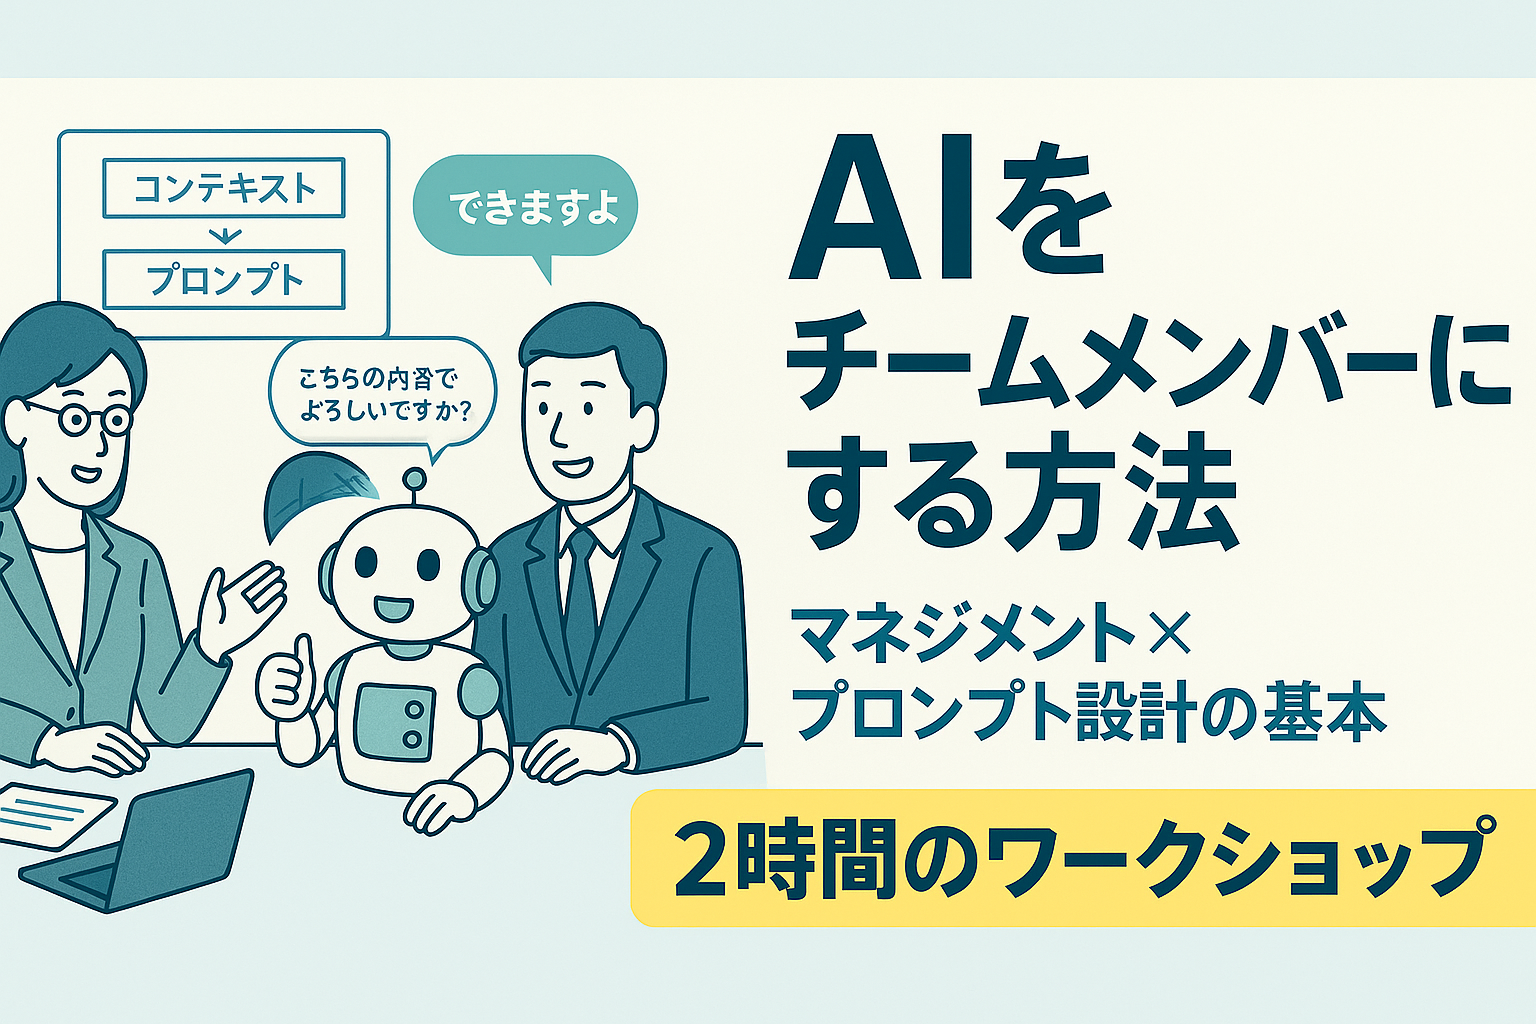 コンテキスト
プロンプト
できますよ
こちらの内容で
よろしいですか?
AIを
チームメンバーに
する方法
マネジメント×
プロンプト設計の基本
2時間のワークショップ